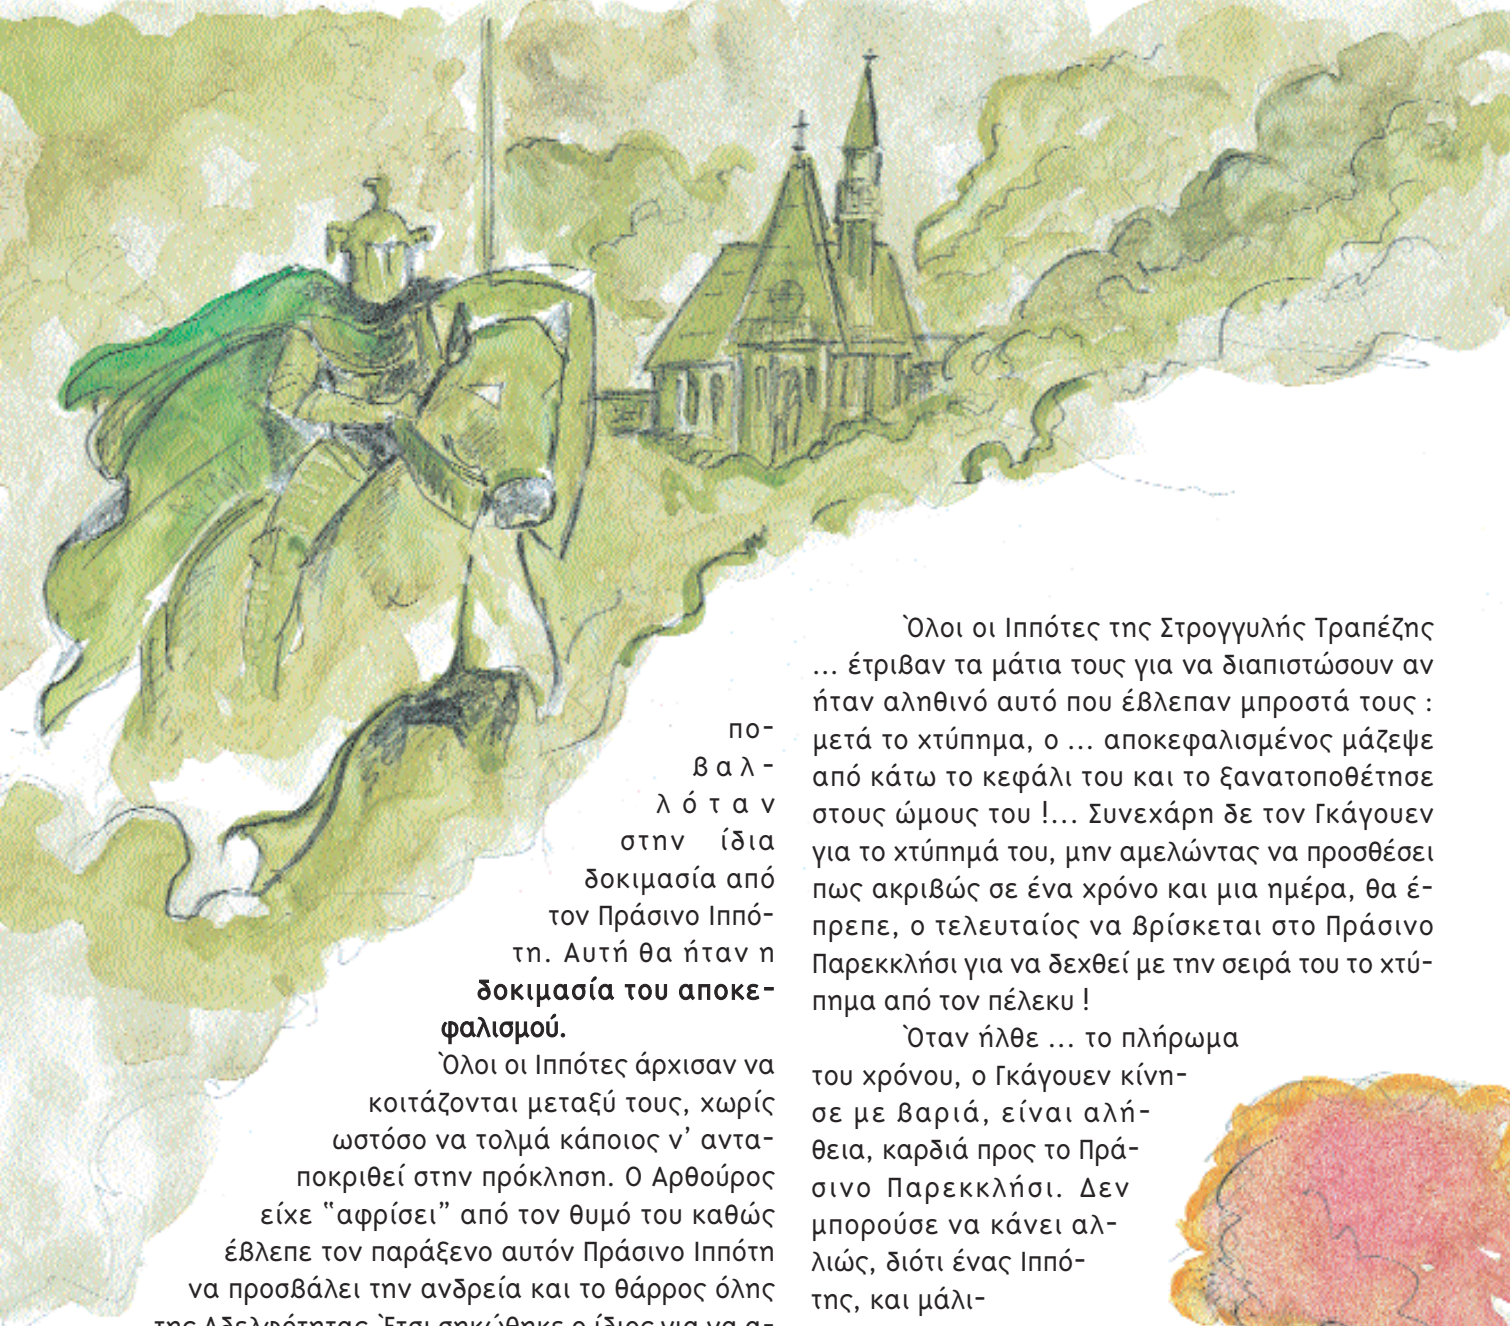 πο-
βαλ-
λόταν
στην ίδια
δοκιμασία από
τον Πράσινο Ιππό-
τη. Αυτή θα ήταν η
δοκιμασία του αποκε-
φαλισμού.
Όλοι οι Ιππότες άρχισαν να
κοιτάζονται μεταξύ τους, χωρίς
ωστόσο να τολμά κάποιος ν’ αντα-
ποκριθεί στην πρόκληση. Ο Αρθούρος
είχε “αφρίσει” από τον θυμό του καθώς
έβλεπε τον παράξενο αυτόν Πράσινο Ιππότη
να προσβάλει την ανδρεία και το θάρρος όλης
της Αδελφότητας. Έτσι σηκώθηκε ο ίδιος για να α-
Όλοι οι Ιππότες της Στρογγυλής Τραπέζης
... έτριβαν τα μάτια τους για να διαπιστώσουν αν
ήταν αληθινό αυτό που έβλεπαν μπροστά τους :
μετά το χτύπημα, ο ... αποκεφαλισμένος μάζεψε
από κάτω το κεφάλι του και το ξανατοποθέτησε
στους ώμους του !... Συνεχάρη δε τον Γκάγουεν
για το χτύπημά του, μην αμελώντας να προσθέσει
πως ακριβώς σε ένα χρόνο και μια ημέρα, θα έ-
πρεπε, ο τελευταίος να βρίσκεται στο Πράσινο
Παρεκκλήσι για να δεχθεί με την σειρά του το χτύ-
πημα από τον πέλεκυ !
Όταν ήλθε ... το πλήρωμα
του χρόνου, ο Γκάγουεν κίνη-
σε με βαριά, είναι αλή-
θεια, καρδιά προς το Πρά-
σινο Παρεκκλήσι. Δεν
μπορούσε να κάνει αλ-
λιώς, διότι ένας Ιππό-
της, και μάλι-